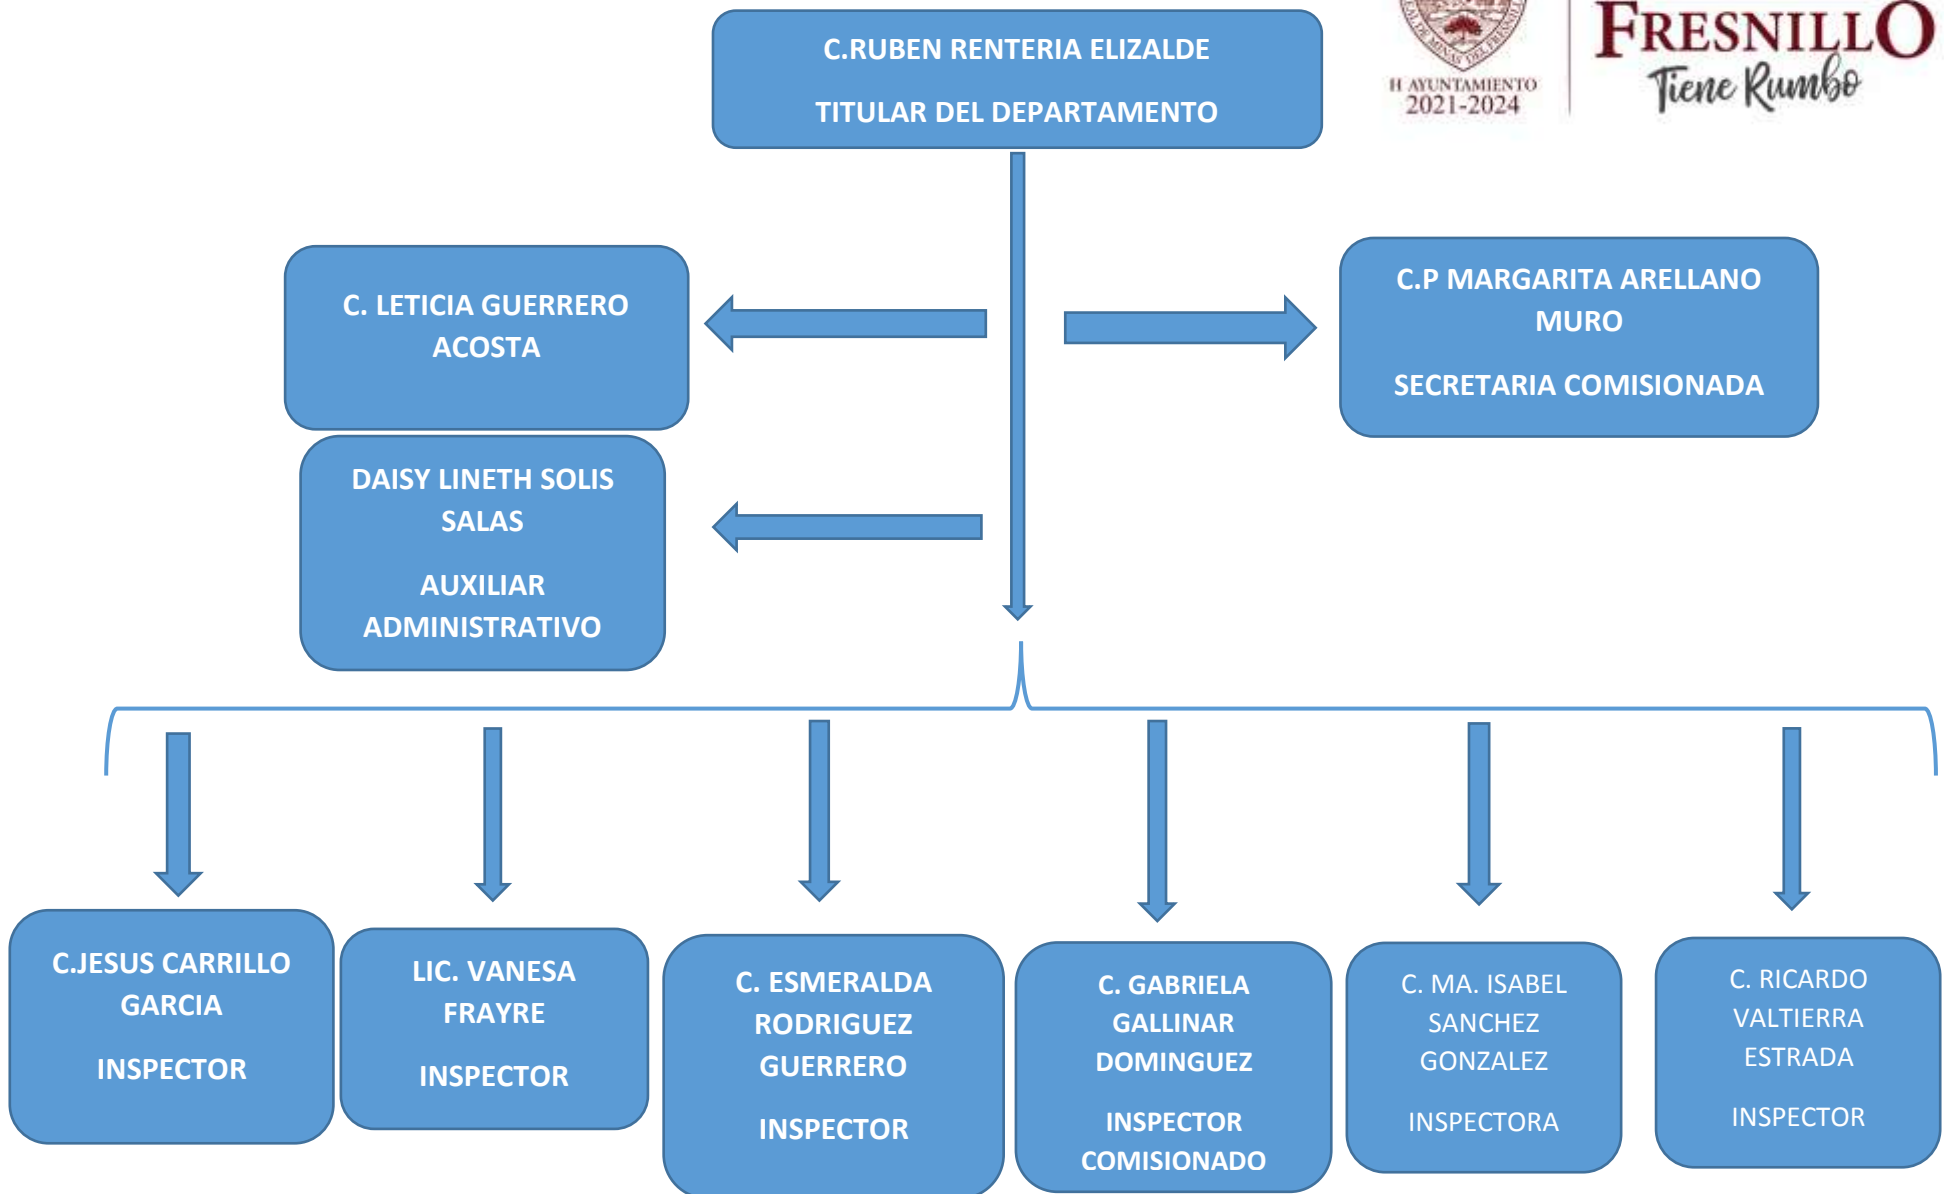 C.RUBEN RENTERIA ELIZALDE
TITULAR DEL DEPARTAMENTO
H AYUNTAMIENTO
2021-2024
FRESNILLO
Tiene Rumbo
C. LETICIA GUERRERO
ACOSTA
C.P MARGARITA ARELLANO
MURO
SECRETARIA COMISIONADA
DAISY LINETH SOLIS
SALAS
AUXILIAR
ADMINISTRATIVO
C.JESUS CARRILLO
GARCIA
INSPECTOR
LIC. VANESA
FRAYRE
INSPECTOR
C. ESMERALDA
RODRIGUEZ
GUERRERO
INSPECTOR
C. GABRIELA
GALLINAR
DOMINGUEZ
INSPECTOR
COMISIONADO
C. MA. ISABEL
SANCHEZ
GONZALEZ
INSPECTORA
C. RICARDO
VALTIERRA
ESTRADA
INSPECTOR